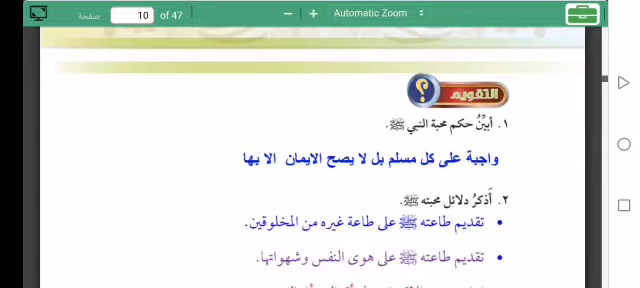 صفحة 10 of 47 − + Automatic Zoom
التقويم ؟
١. أبيِّنُ حكم محبة النبي ﷺ.
واجبة على كل مسلم بل لا يصح الايمان الا بها
٢. أَذكرُ دلائل محبته ﷺ.
• تقديم طاعته ﷺ على طاعة غيره من المخلوقين.
• تقديم طاعته ﷺ على هوى النفس وشهواتها.